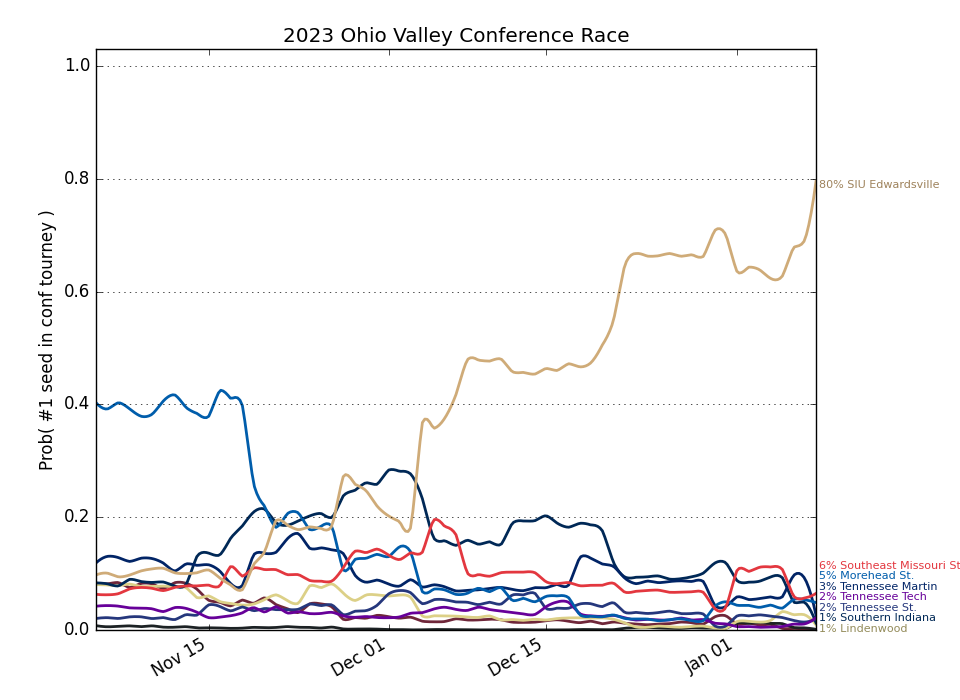 2023 Ohio Valley Conference Race
Prob( #1 seed in conf tourney )
1.0
0.8
0.6
0.4
0.2
0.0
Nov 15
Dec 01
Dec 15
Jan 01
80% SIU Edwardsville
6% Southeast Missouri St
5% Morehead St.
3% Tennessee Martin
2% Tennessee Tech
2% Tennessee St.
1% Southern Indiana
1% Lindenwood